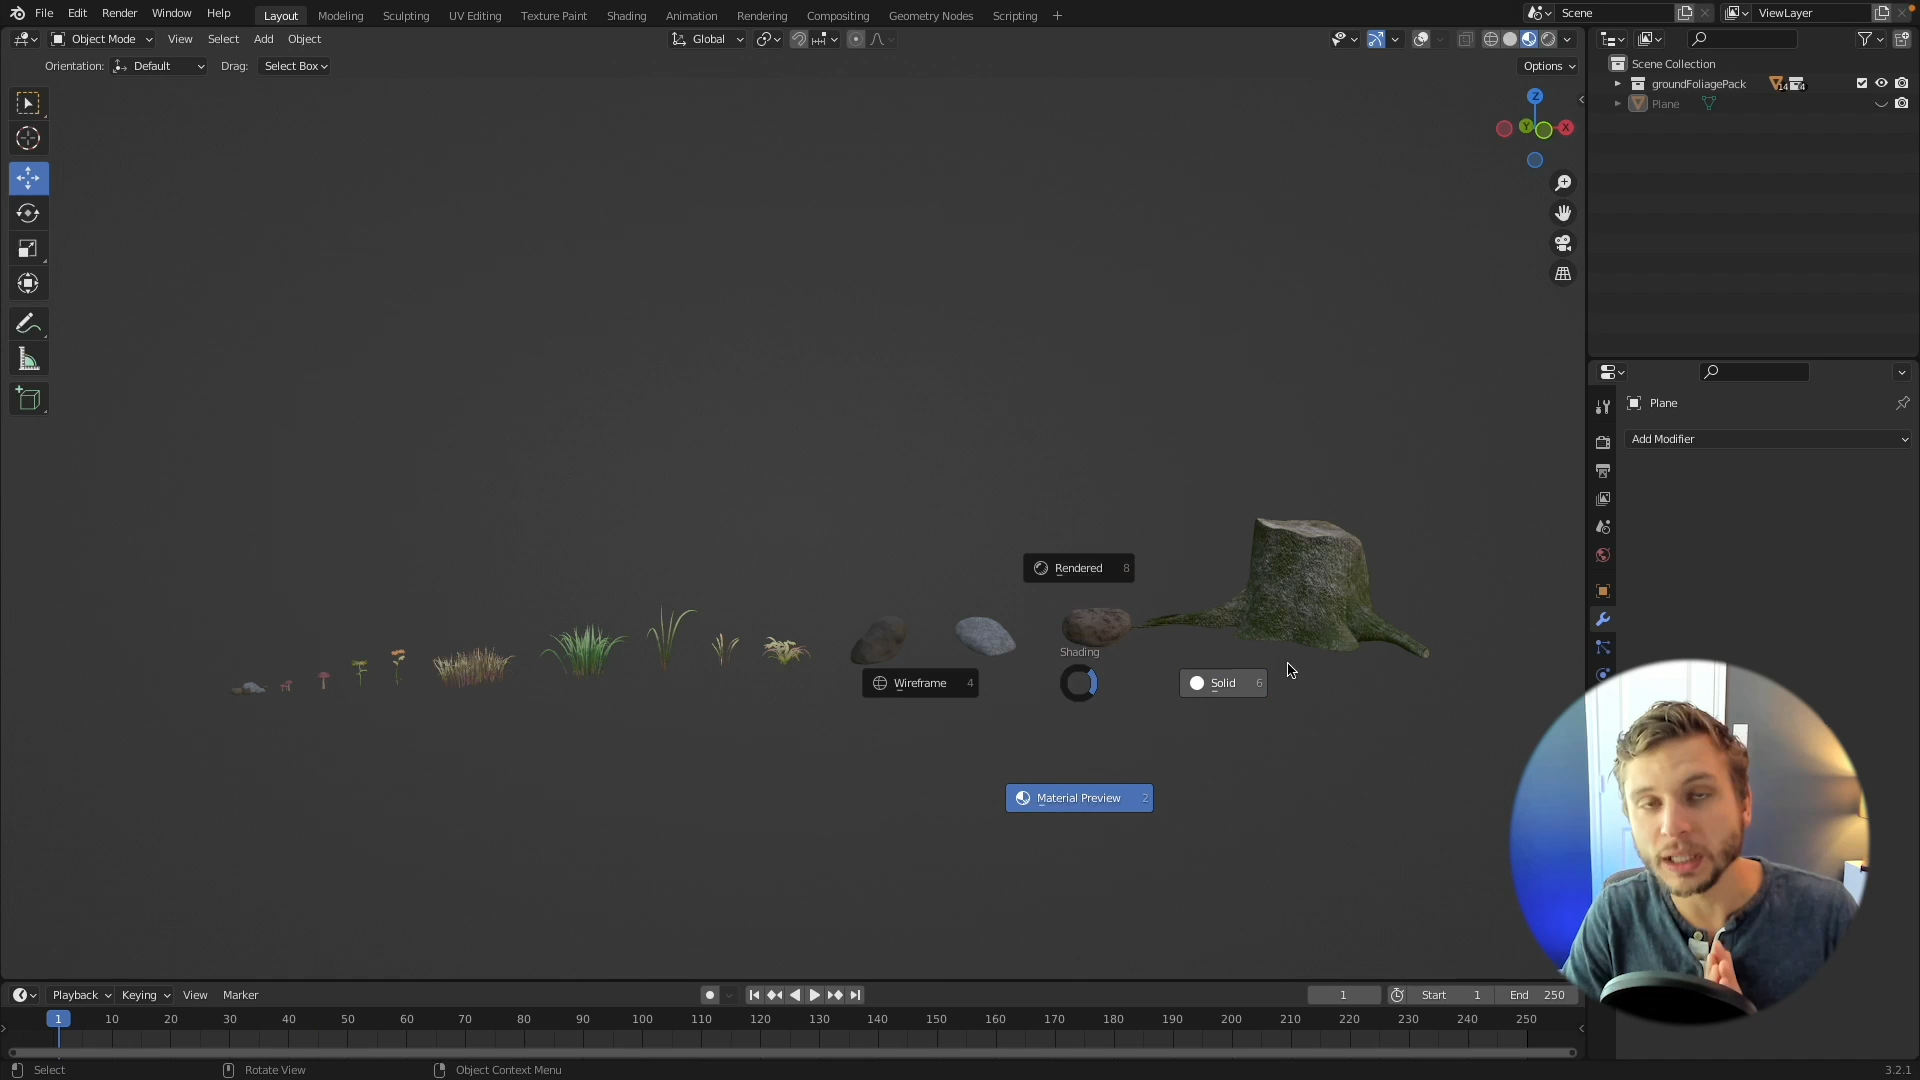 File Edit Render Window Help Layout Modeling Sculpting UV Editing Texture Paint Shading Animation Rendering Compositing Geometry Nodes Scripting + Scene ViewLayer
Object Mode View Select Add Object Global
Orientation: Default Drag: Select Box Options
Scene Collection
groundFoliagePack 14 4
Plane
Z
Y X
Plane
Add Modifier
Rendered 8
Shading
Wireframe 4
Solid 6
Material Preview 2
Playback Keying View Marker 1 Start 1 End 250
1 10 20 30 40 50 60 70 80 90 100 110 120 130 140 150 160 170 180 190 200 210 220 230 240 250
Select Rotate View Object Context Menu 3.2.1